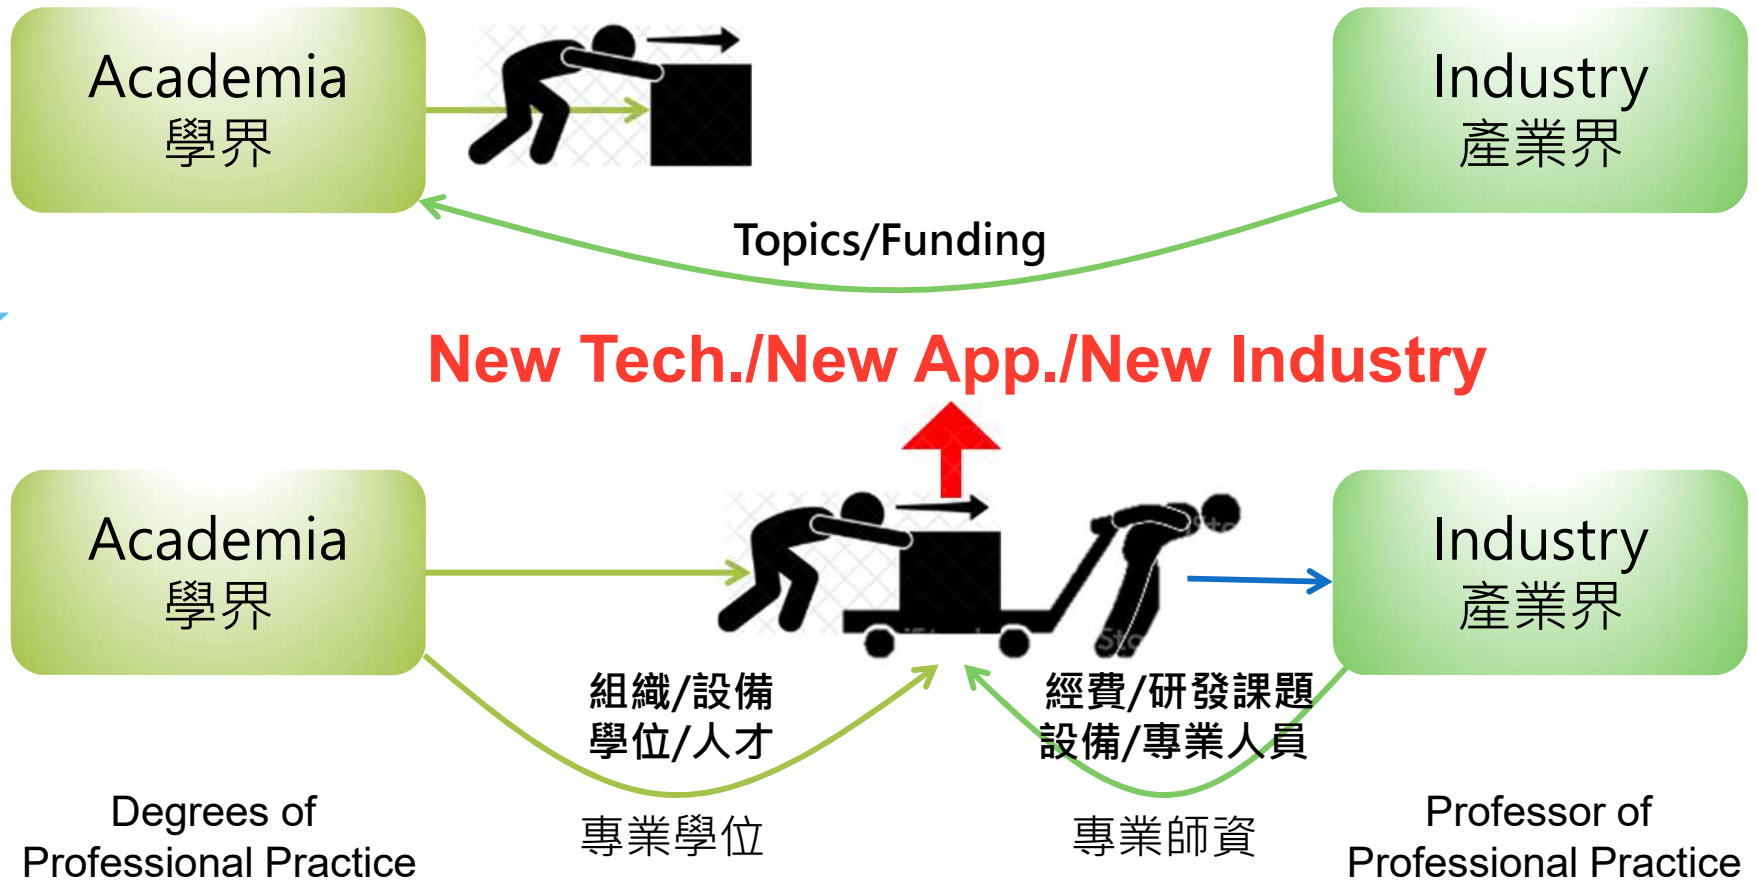 Academia
學界
Industry
產業界
Topics/Funding
New Tech./New App./New Industry
Academia
學界
Industry
產業界
組織/設備
學位/人才
經費/研發課題
設備/專業人員
Degrees of
Professional Practice
專業學位
專業師資
Professor of
Professional Practice